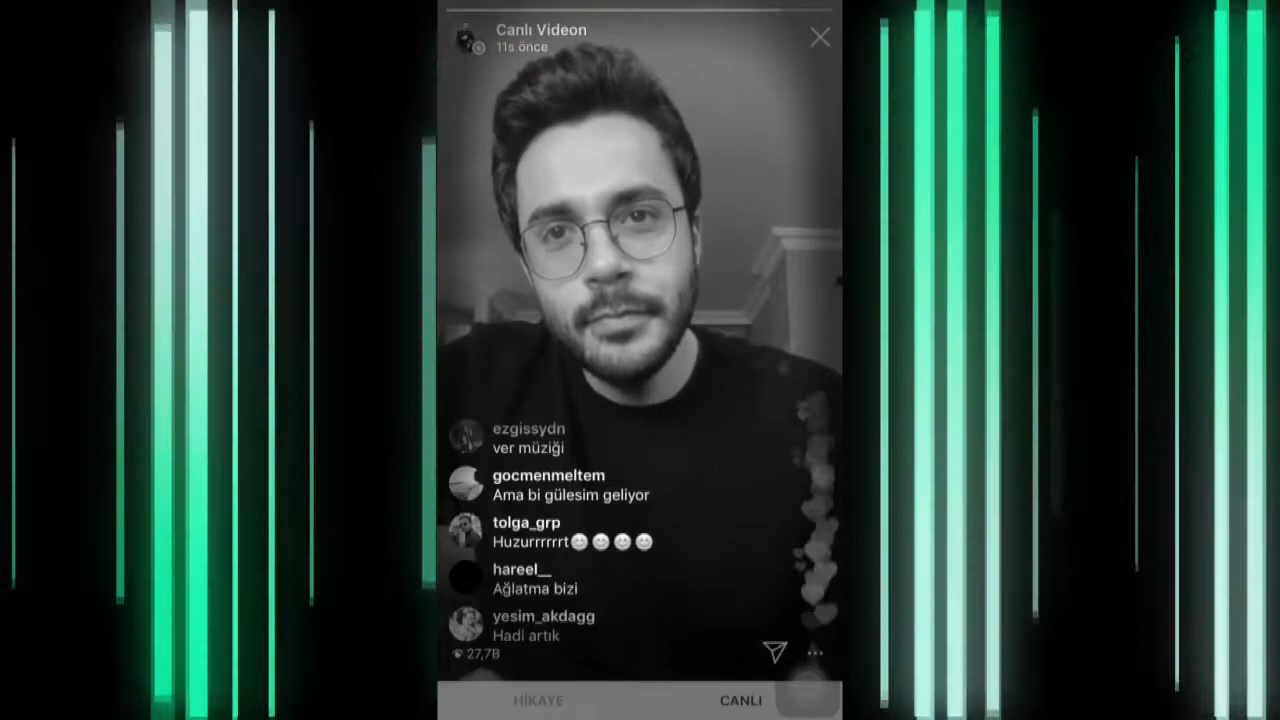 Canlı Videon
11s önce
ezgissydn
ver müziği
gocmenmeltem
Ama bi gülesim geliyor
tolga_grp
Huzurrrrrrt😊😊😊😊
hareel__
Ağlatma bizi
yesim_akdagg
Hadi artık
27,7B
HİKAYE
CANLI